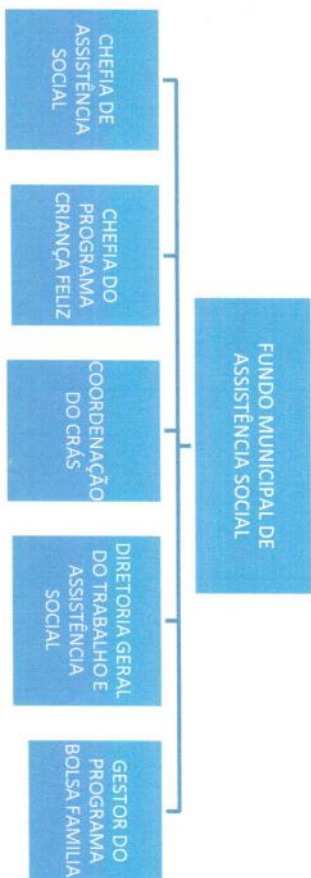 FUNDO MUNICIPAL DE
ASSISTÊNCIA SOCIAL
CHEFIA DE
ASSISTÊNCIA
SOCIAL
CHEFIA DO
PROGRAMA
CRIANÇA FELIZ
COORDENAÇÃO
DO CRÁS
DIRETORIA GERAL
DO TRABALHO E
ASSISTÊNCIA
SOCIAL
GESTOR DO
PROGRAMA
BOLSA FAMILIA